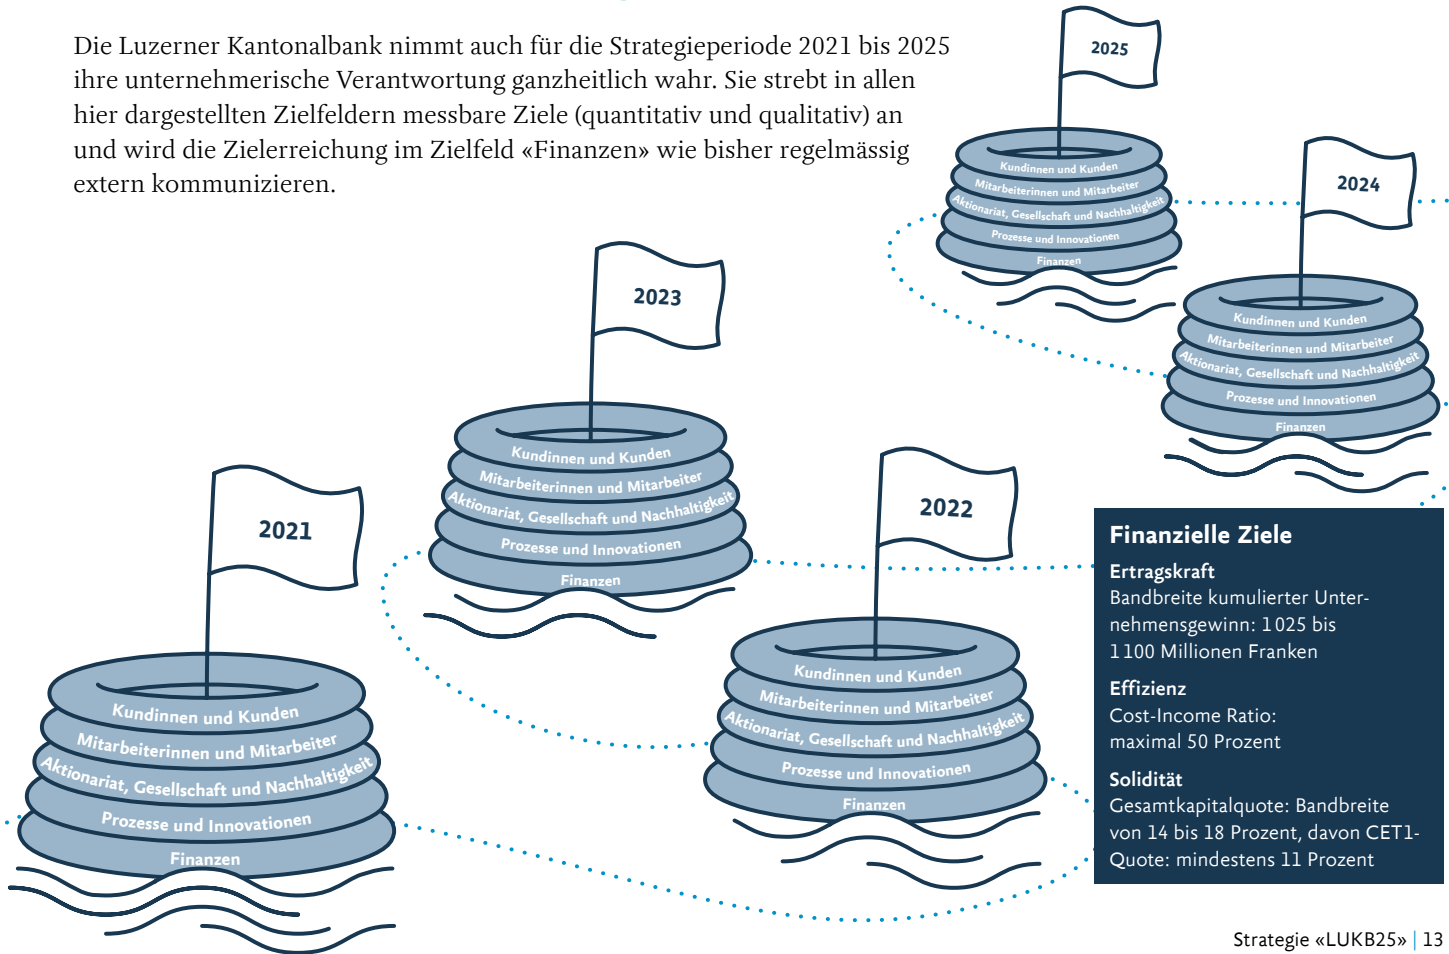 Die Luzerner Kantonalbank nimmt auch für die Strategieperiode 2021 bis 2025
ihre unternehmerische Verantwortung ganzheitlich wahr. Sie strebt in allen
hier dargestellten Zielfeldern messbare Ziele (quantitativ und qualitativ) an
und wird die Zielerreichung im Zielfeld «Finanzen» wie bisher regelmässig
extern kommunizieren.
2025
Kundinnen und Kunden
Mitarbeiterinnen und Mitarbeiter
Aktionariat, Gesellschaft und Nachhaltigkeit
Prozesse und Innovationen
Finanzen
2024
Kundinnen und Kunden
Mitarbeiterinnen und Mitarbeiter
Aktionariat, Gesellschaft und Nachhaltigkeit
Prozesse und Innovationen
Finanzen
2023
Kundinnen und Kunden
Mitarbeiterinnen und Mitarbeiter
Aktionariat, Gesellschaft und Nachhaltigkeit
Prozesse und Innovationen
Finanzen
2022
Kundinnen und Kunden
Mitarbeiterinnen und Mitarbeiter
Aktionariat, Gesellschaft und Nachhaltigkeit
Prozesse und Innovationen
Finanzen
2021
Kundinnen und Kunden
Mitarbeiterinnen und Mitarbeiter
Aktionariat, Gesellschaft und Nachhaltigkeit
Prozesse und Innovationen
Finanzen
Finanzielle Ziele
Ertragskraft
Bandbreite kumulierter Unter-
nehmensgewinn: 1025 bis
1100 Millionen Franken
Effizienz
Cost-Income Ratio:
maximal 50 Prozent
Solidität
Gesamtkapitalquote: Bandbreite
von 14 bis 18 Prozent, davon CET1-
Quote: mindestens 11 Prozent
Strategie «LUKB25» | 13